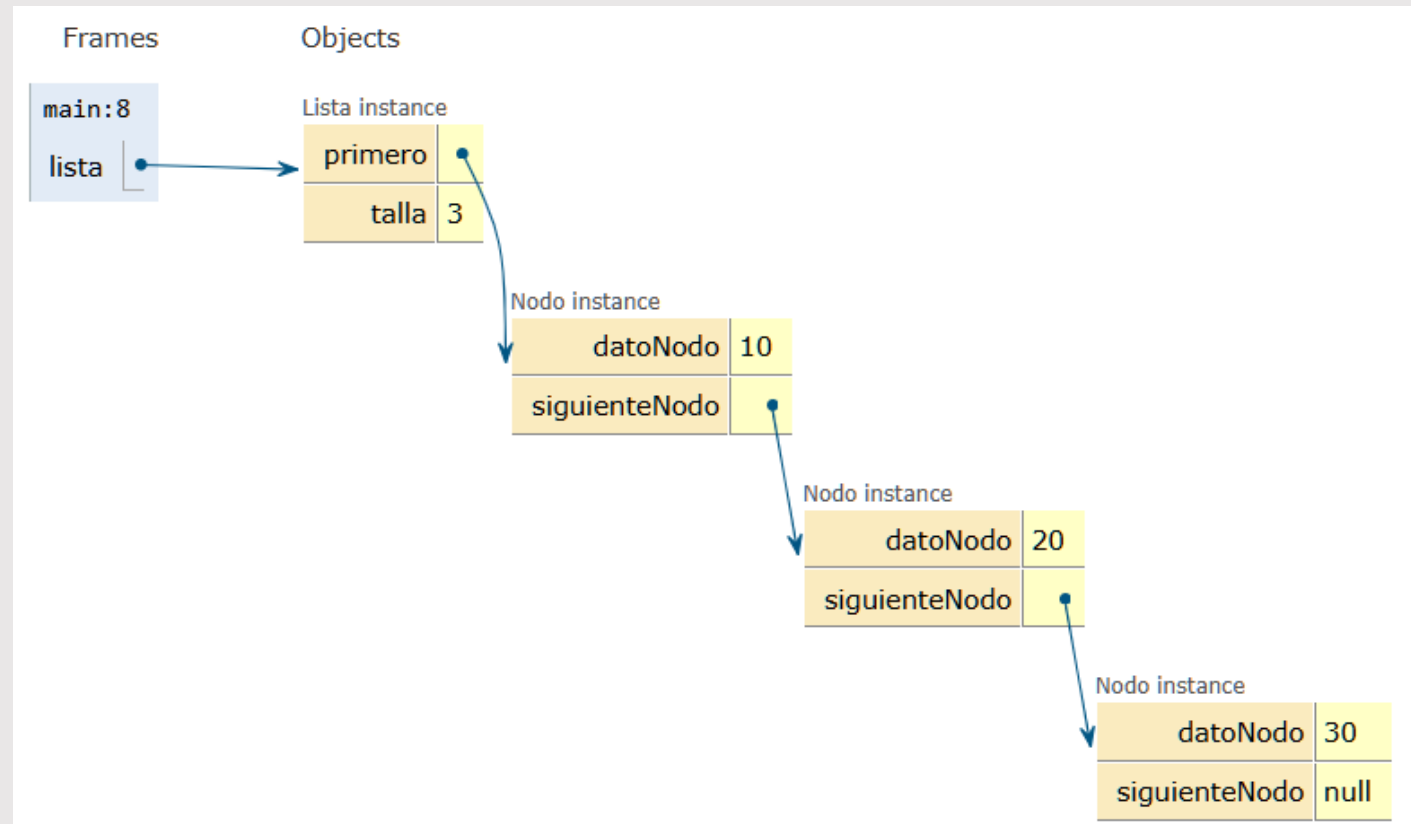 Frames Objects
main:8
Lista instance
lista
primero
talla 3
Nodo instance
datoNodo 10
siguienteNodo
Nodo instance
datoNodo 20
siguienteNodo
Nodo instance
datoNodo 30
siguienteNodo null